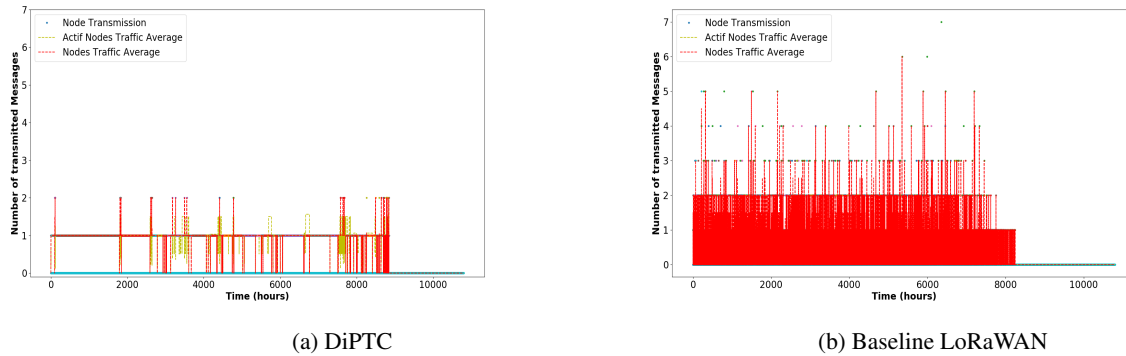 7
6
5
4
3
2
1
0
Number of transmitted Messages
Node Transmission
Actif Nodes Traffic Average
Nodes Traffic Average
0 2000 4000 6000 8000 10000
Time (hours)
(a) DiPTC
7
6
5
4
3
2
1
0
Number of transmitted Messages
Node Transmission
Actif Nodes Traffic Average
Nodes Traffic Average
0 2000 4000 6000 8000 10000
Time (hours)
(b) Baseline LoRaWAN